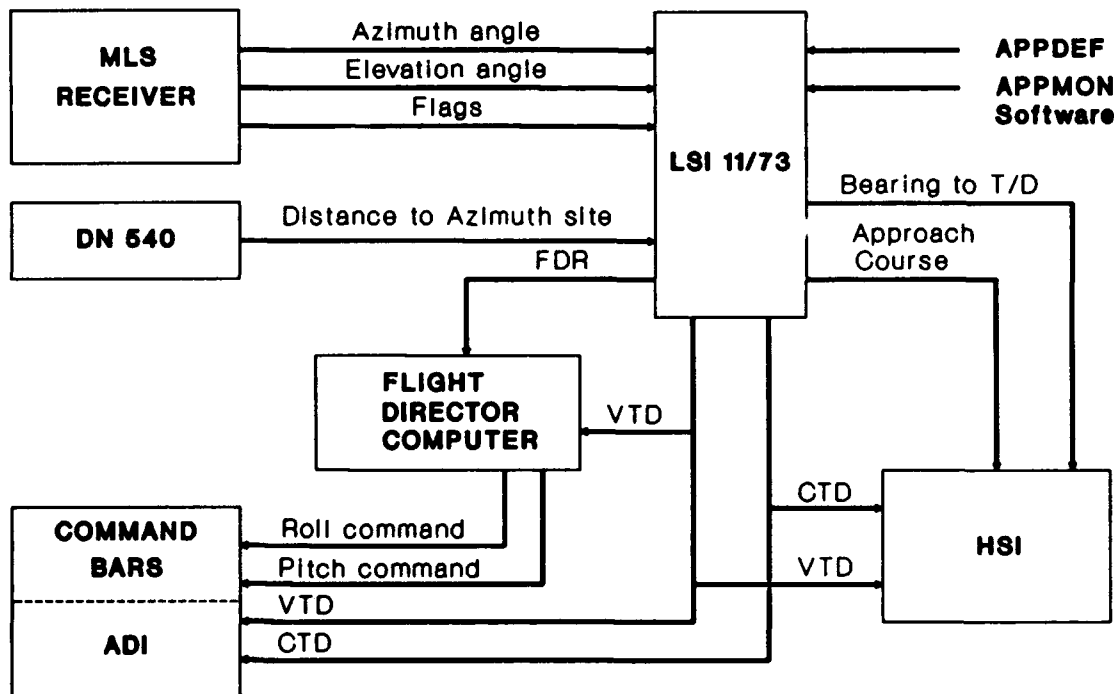 MLS
RECEIVER
Azimuth angle
Elevation angle
Flags
LSI 11/73
APPDEF
APPMON
Software
DN 540
Distance to Azimuth site
FDR
Bearing to T/D
Approach
Course
FLIGHT
DIRECTOR
COMPUTER
VTD
CTD
VTD
HSI
COMMAND
BARS
Roll command
Pitch command
VTD
ADI
CTD